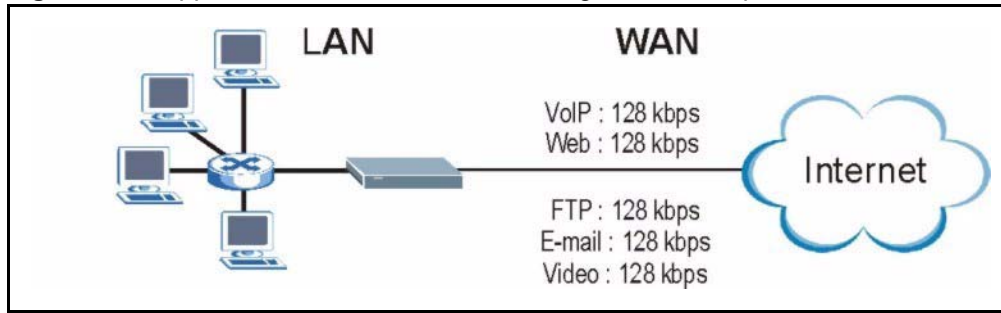 LAN
WAN
VoIP : 128 kbps
Web : 128 kbps
Internet
FTP : 128 kbps
E-mail : 128 kbps
Video : 128 kbps